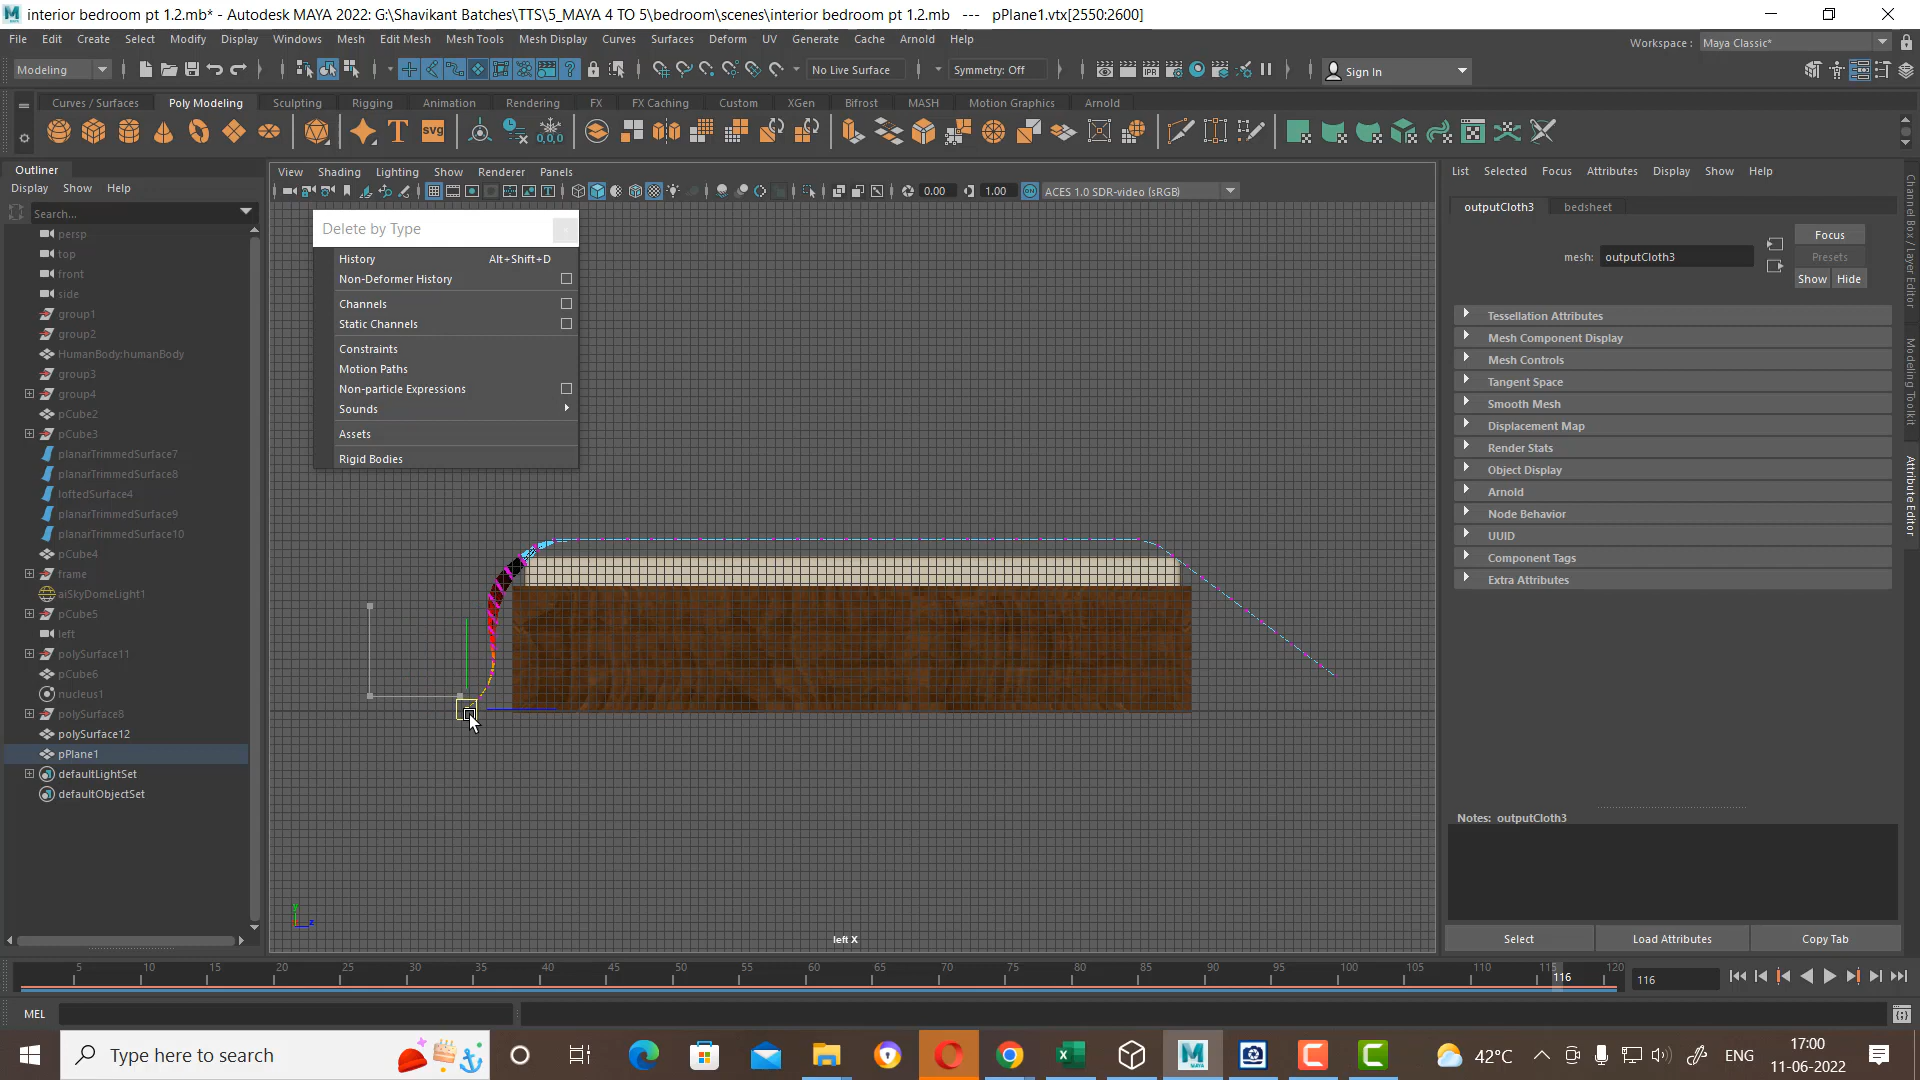 interior bedroom pt 1.2.mb* - Autodesk MAYA 2022: G:\Shavikant Batches\TTS\5_MAYA 4 TO 5\bedroom\scenes\interior bedroom pt 1.2.mb --- pPlane1.vtx[2550:2600]
File Edit Create Select Modify Display Windows Mesh Edit Mesh Mesh Tools Mesh Display Curves Surfaces Deform UV Generate Cache Arnold Help
Workspace : Maya Classic*
Modeling
No Live Surface
Symmetry: Off
Sign In
Curves / Surfaces Poly Modeling Sculpting Rigging Animation Rendering FX FX Caching Custom XGen Bifrost MASH Motion Graphics Arnold
T svg
0,0,0
Outliner
Display Show Help
Search...
persp
top
front
side
group1
group2
HumanBody:humanBody
group3
group4
pCube2
pCube3
planarTrimmedSurface7
planarTrimmedSurface8
loftedSurface4
planarTrimmedSurface9
planarTrimmedSurface10
pCube4
frame
aiSkyDomeLight1
pCube5
left
polySurface11
pCube6
nucleus1
polySurface8
polySurface12
pPlane1
defaultLightSet
defaultObjectSet
View Shading Lighting Show Renderer Panels
0.00 1.00 ACES 1.0 SDR-video (sRGB)
Delete by Type
History Alt+Shift+D
Non-Deformer History
Channels
Static Channels
Constraints
Motion Paths
Non-particle Expressions
Sounds
Assets
Rigid Bodies
y
z
left X
List Selected Focus Attributes Display Show Help
outputCloth3 bedsheet
mesh: outputCloth3
Focus
Presets
Show Hide
Tessellation Attributes
Mesh Component Display
Mesh Controls
Tangent Space
Smooth Mesh
Displacement Map
Render Stats
Object Display
Arnold
Node Behavior
UUID
Component Tags
Extra Attributes
Notes: outputCloth3
Select Load Attributes Copy Tab
Channel Box / Layer Editor
Modeling Toolkit
Attribute Editor
5 10 15 20 25 30 35 40 45 50 55 60 65 70 75 80 85 90 95 100 105 110 115 120
116
116
MEL
Type here to search
42°C
ENG
17:00
11-06-2022